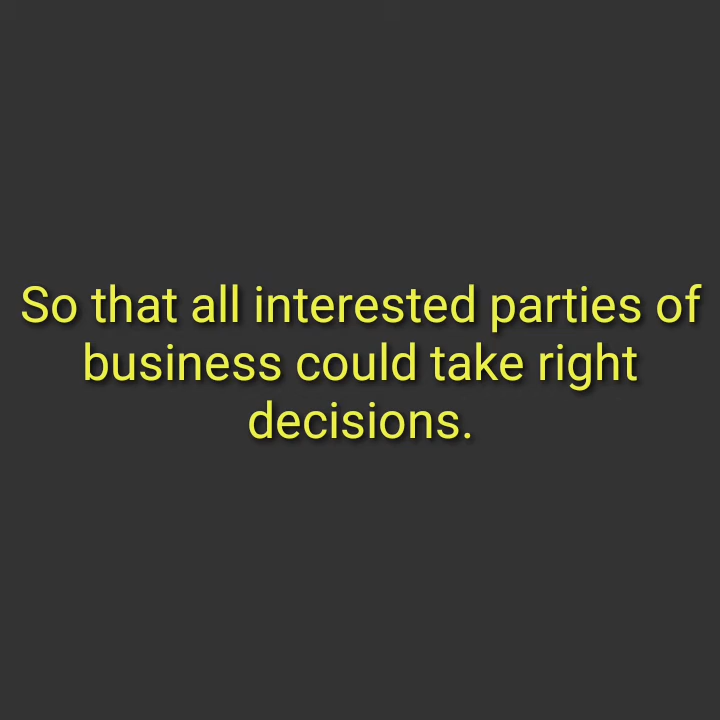 So that all interested parties of
business could take right
decisions.